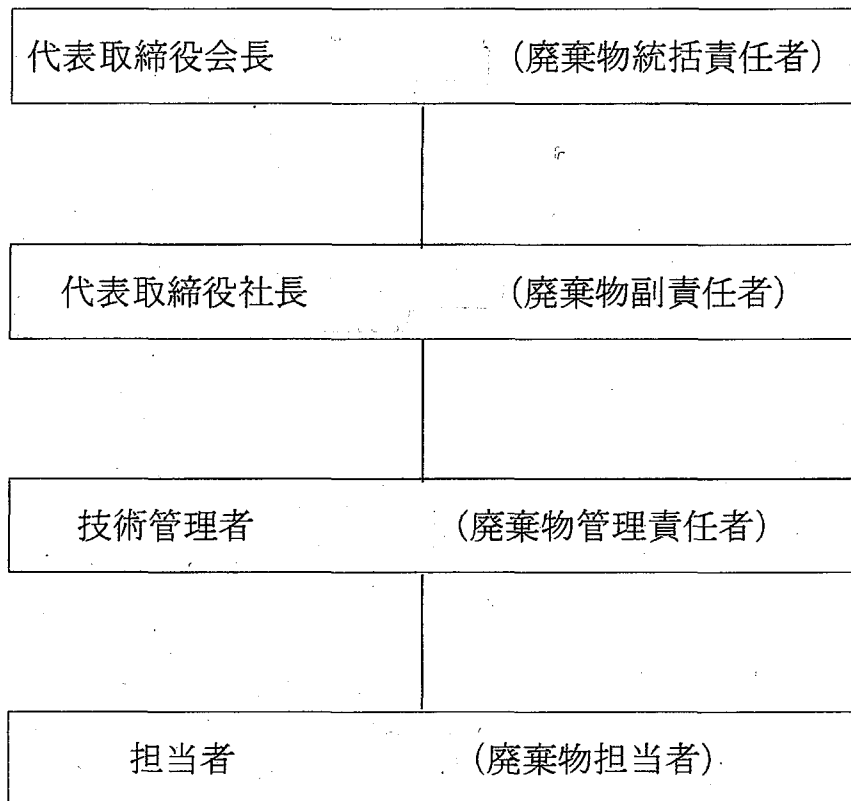 代表取締役会長 (廃棄物統括責任者)
代表取締役社長 (廃棄物副責任者)
技術管理者 (廃棄物管理責任者)
担当者 (廃棄物担当者)